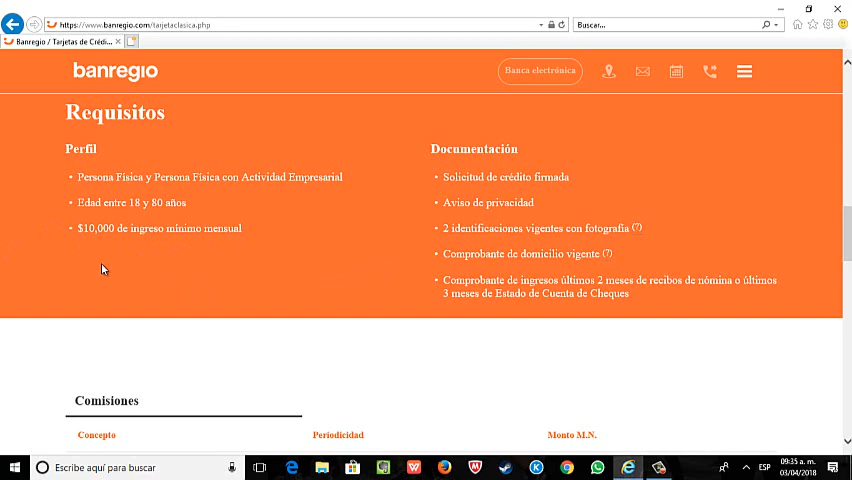 https://www.banregio.com/tarjetaclasica.php
Buscar...
Banregio / Tarjetas de Crédi...
banregio
Banca electrónica
Requisitos
Perfil
• Persona Física y Persona Física con Actividad Empresarial
• Edad entre 18 y 80 años
• $10,000 de ingreso mínimo mensual
Documentación
• Solicitud de crédito firmada
• Aviso de privacidad
• 2 identificaciones vigentes con fotografía (?)
• Comprobante de domicilio vigente (?)
• Comprobante de ingresos últimos 2 meses de recibos de nómina o últimos
3 meses de Estado de Cuenta de Cheques
Comisiones
Concepto Periodicidad Monto M.N.
Escribe aquí para buscar
ESP
09:35 a. m.
03/04/2018